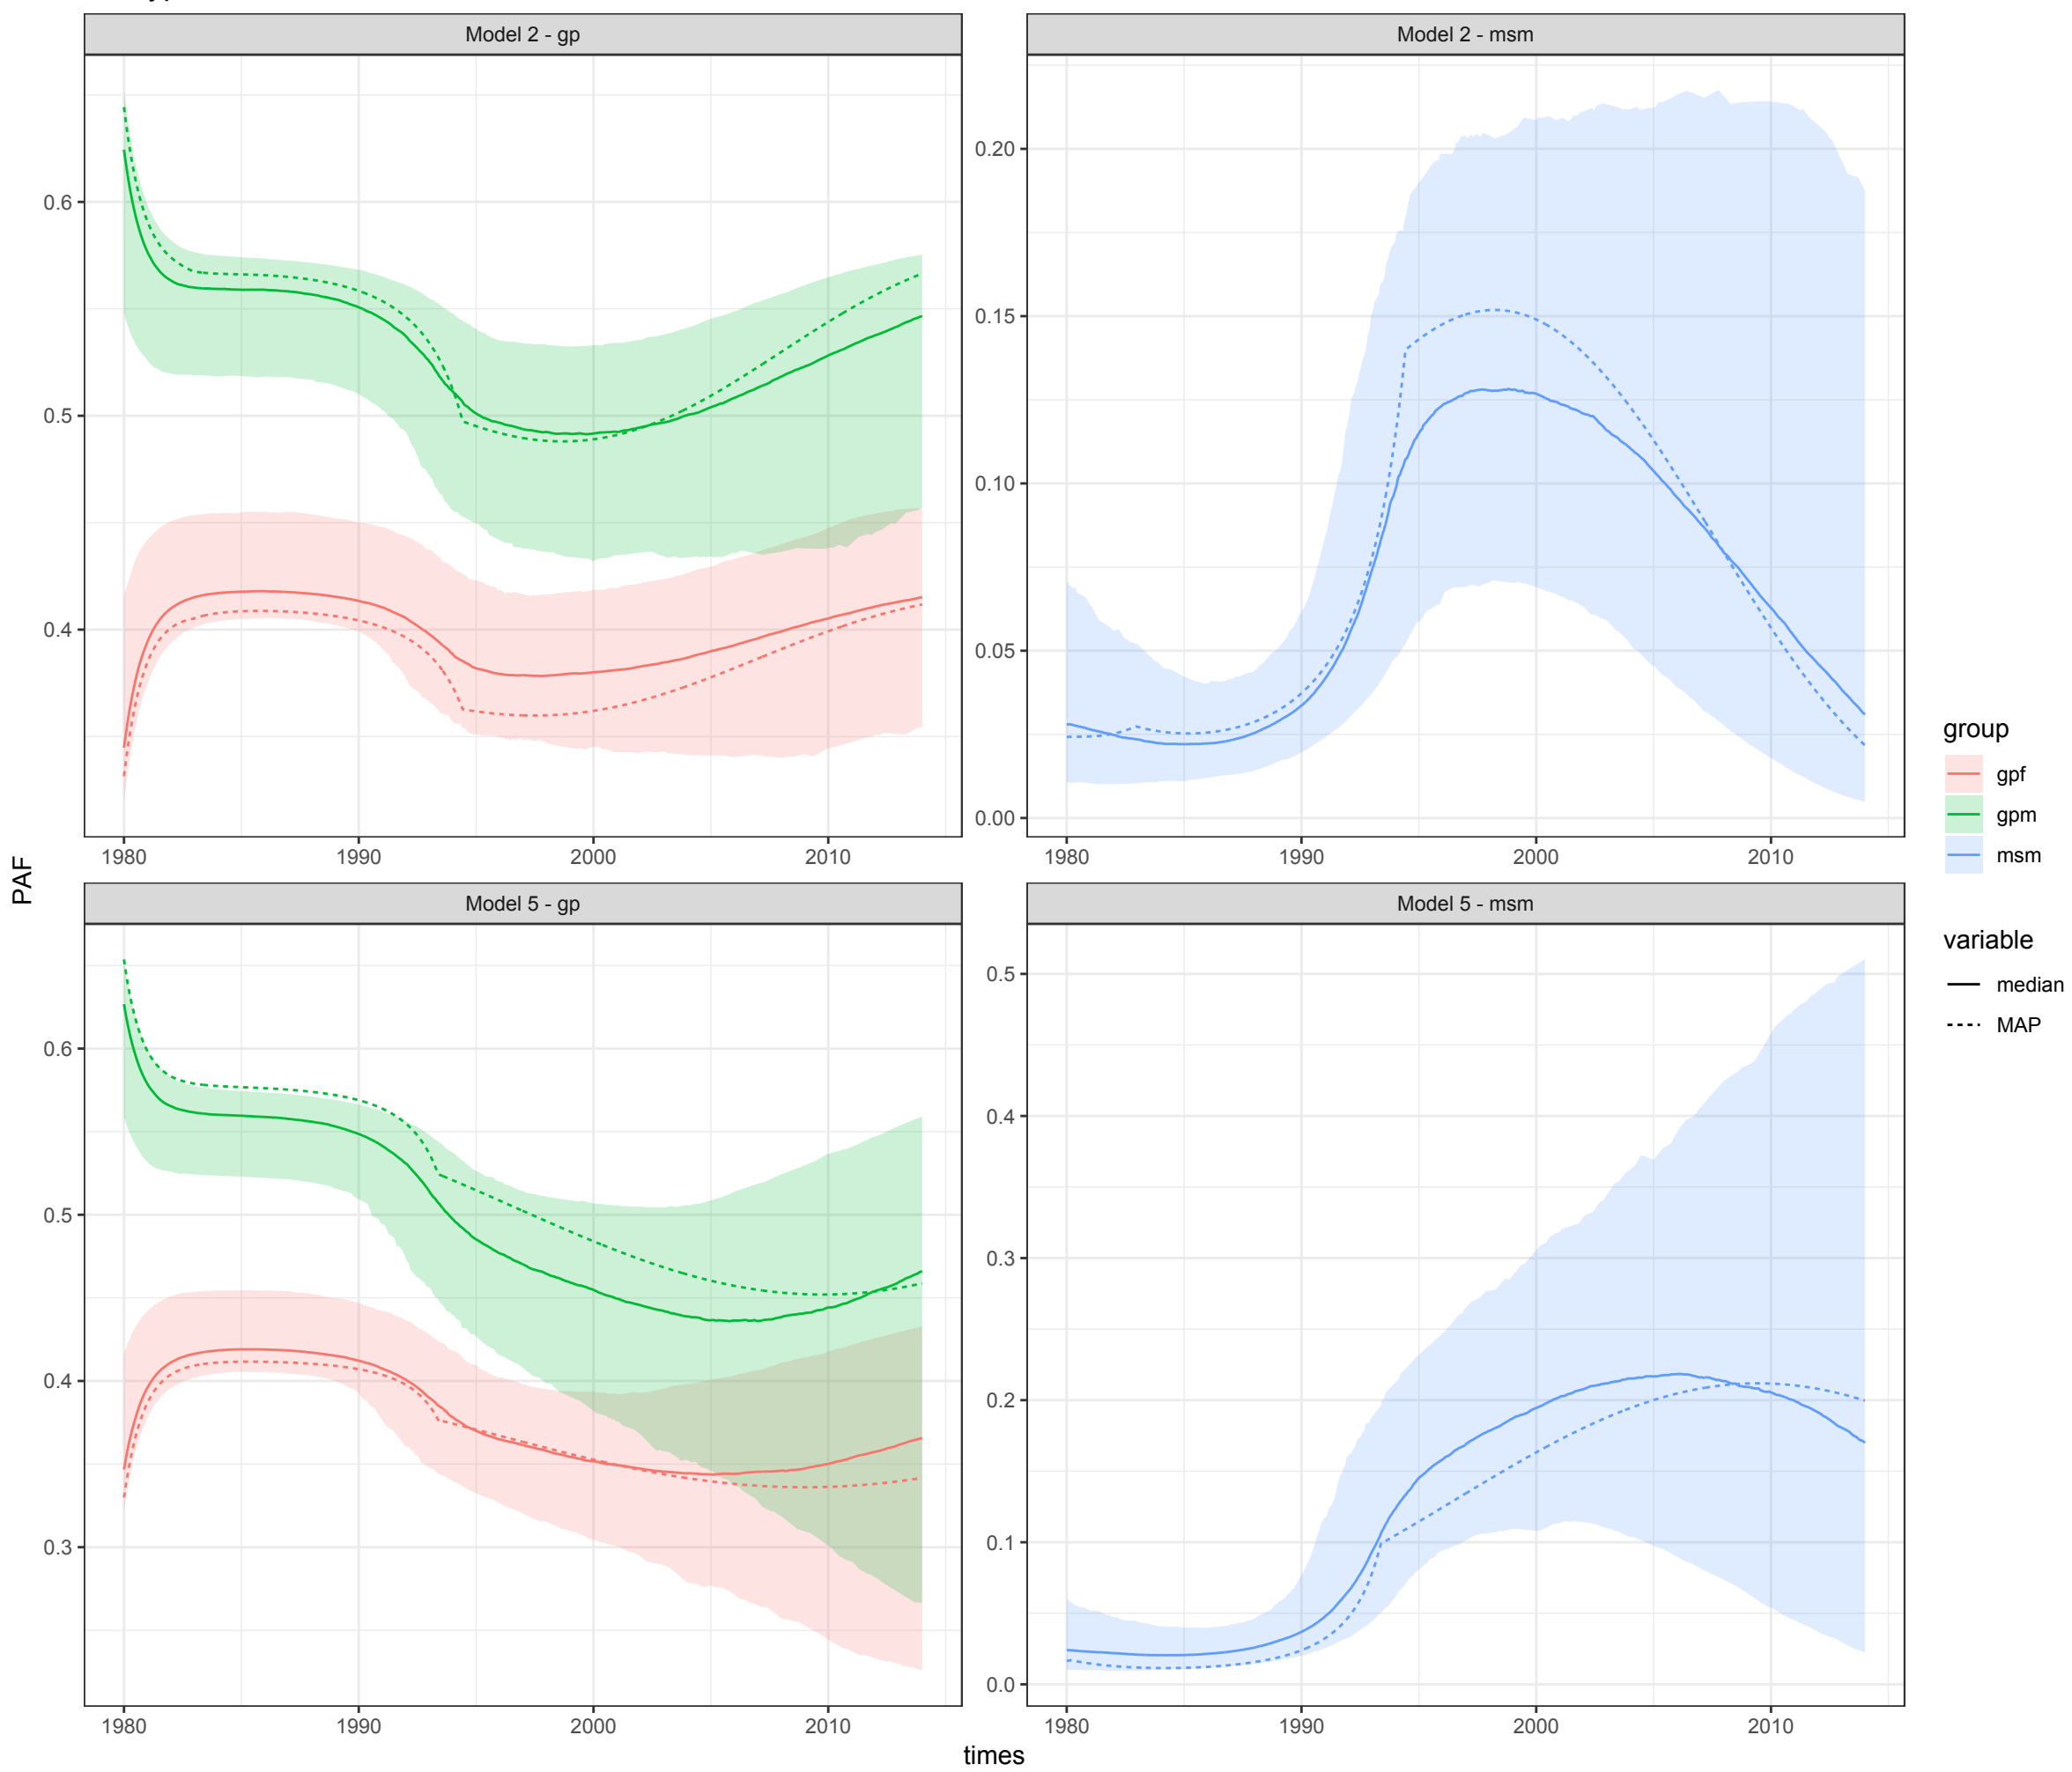 Model 2 - gp
Model 2 - msm
0.6
0.5
0.4
0.20
0.15
0.10
0.05
0.00
1980 1990 2000 2010
1980 1990 2000 2010
PAF
Model 5 - gp
Model 5 - msm
0.6
0.5
0.4
0.3
0.5
0.4
0.3
0.2
0.1
0.0
1980 1990 2000 2010
1980 1990 2000 2010
times
group
gpf
gpm
msm
variable
median
MAP